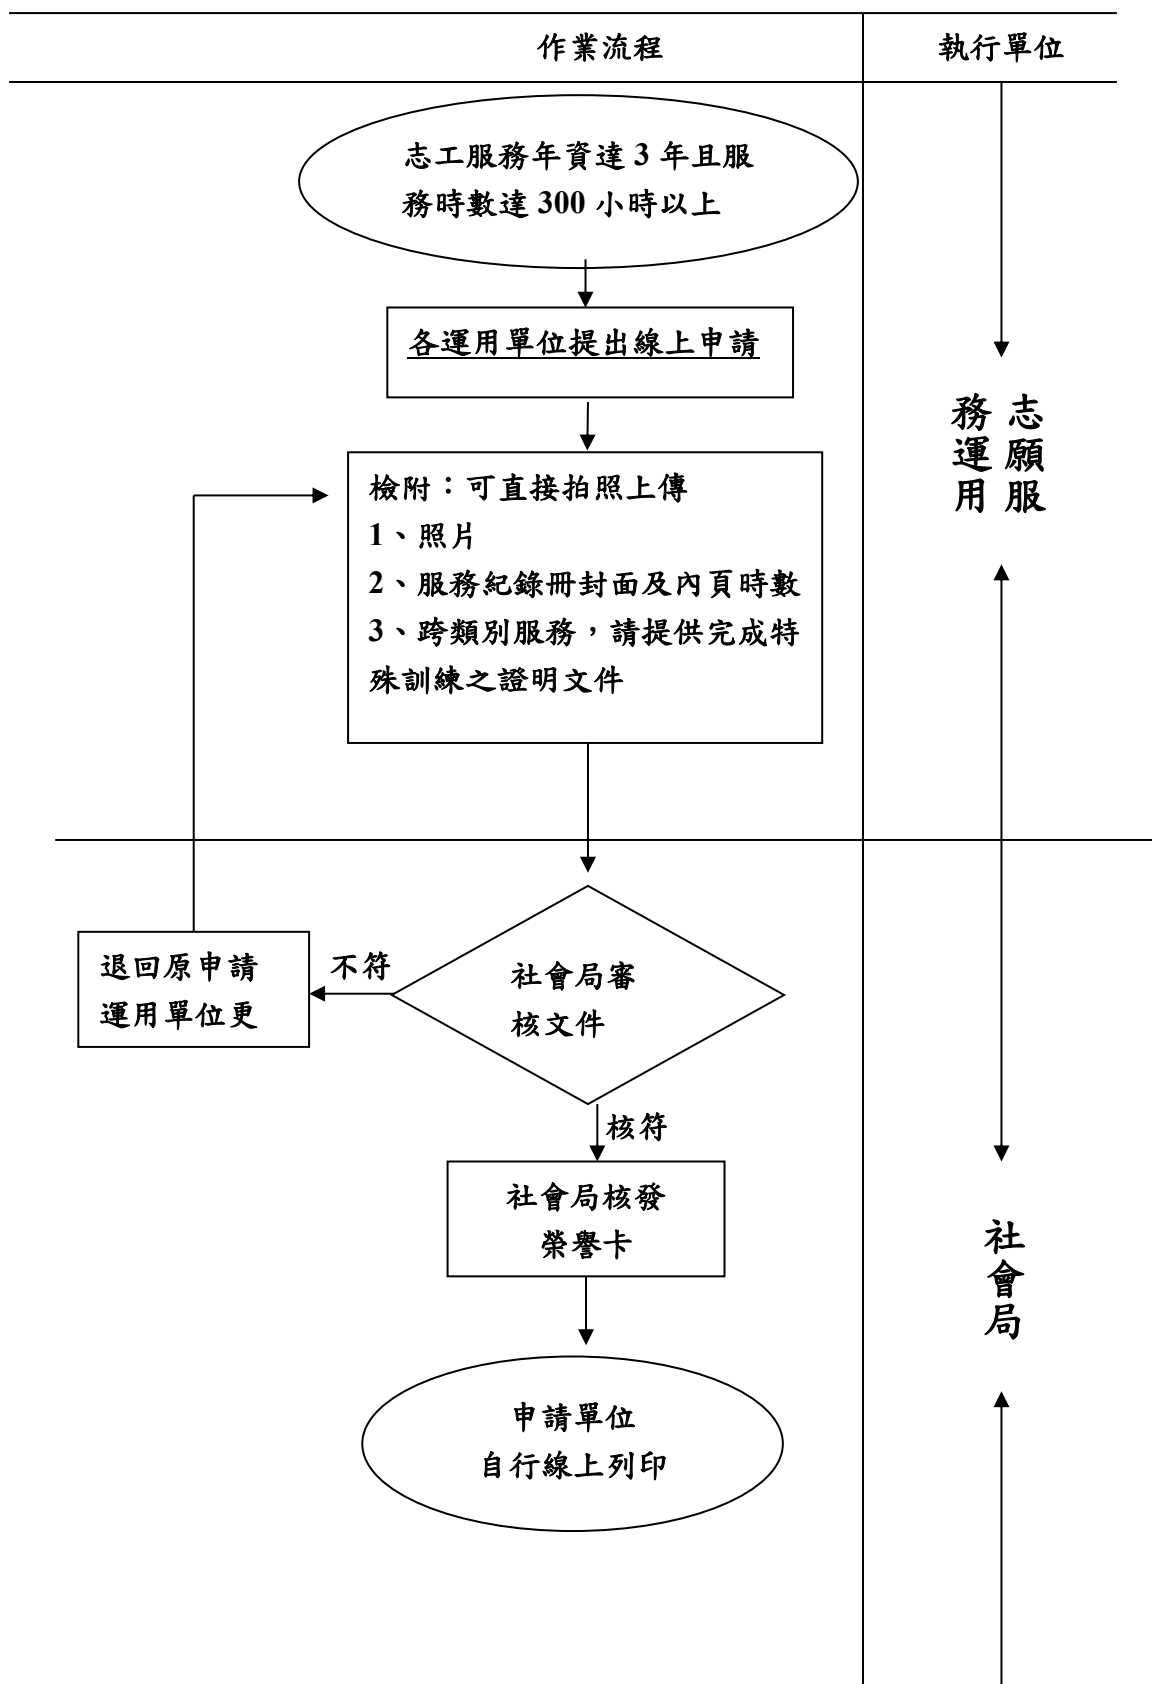 作業流程
執行單位
志工服務年資達 3 年且服
務時數達 300 小時以上
各運用單位提出線上申請
志願服
務運用
檢附：可直接拍照上傳
1、照片
2、服務紀錄冊封面及內頁時數
3、跨類別服務，請提供完成特
殊訓練之證明文件
退回原申請
運用單位更
不符
社會局審
核文件
核符
社會局核發
榮譽卡
社會局
申請單位
自行線上列印